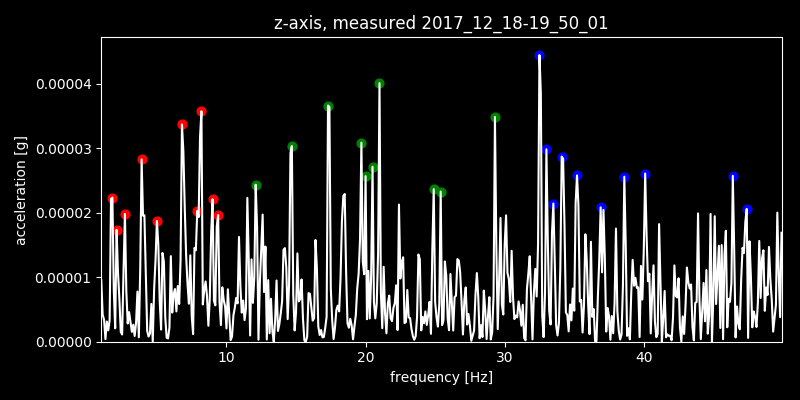 z-axis, measured 2017_12_18-19_50_01
acceleration [g]
0.00004
0.00003
0.00002
0.00001
0.00000
10 20 30 40
frequency [Hz]